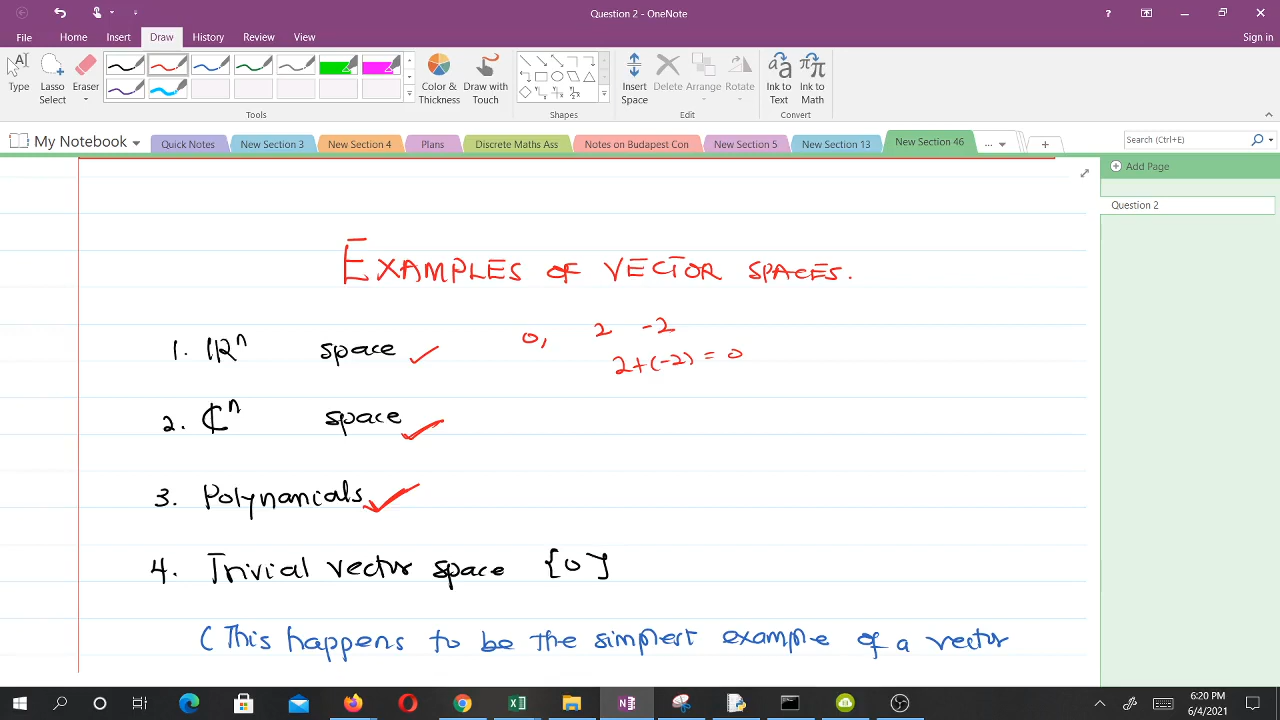 Question 2 - OneNote
Sign in
File Home Insert Draw History Review View
Type Lasso Select Eraser Color & Thickness Draw with Touch Insert Space Delete Arrange Rotate Ink to Text Ink to Math
Tools Shapes Edit Convert
My Notebook Quick Notes New Section 3 New Section 4 Plans Discrete Maths Ass Notes on Budapest Con New Section 5 New Section 13 New Section 46 ... Search (Ctrl+E)
Add Page
Question 2
EXAMPLES OF VECTOR SPACES.
1. ℝⁿ space ✓ 0, 2 -2
2+(-2) = 0
2. ℂⁿ space ✓
3. Polynamials ✓
4. Trivial vector space {0}
(This happens to be the simplest example of a vector
6:20 PM
6/4/2021